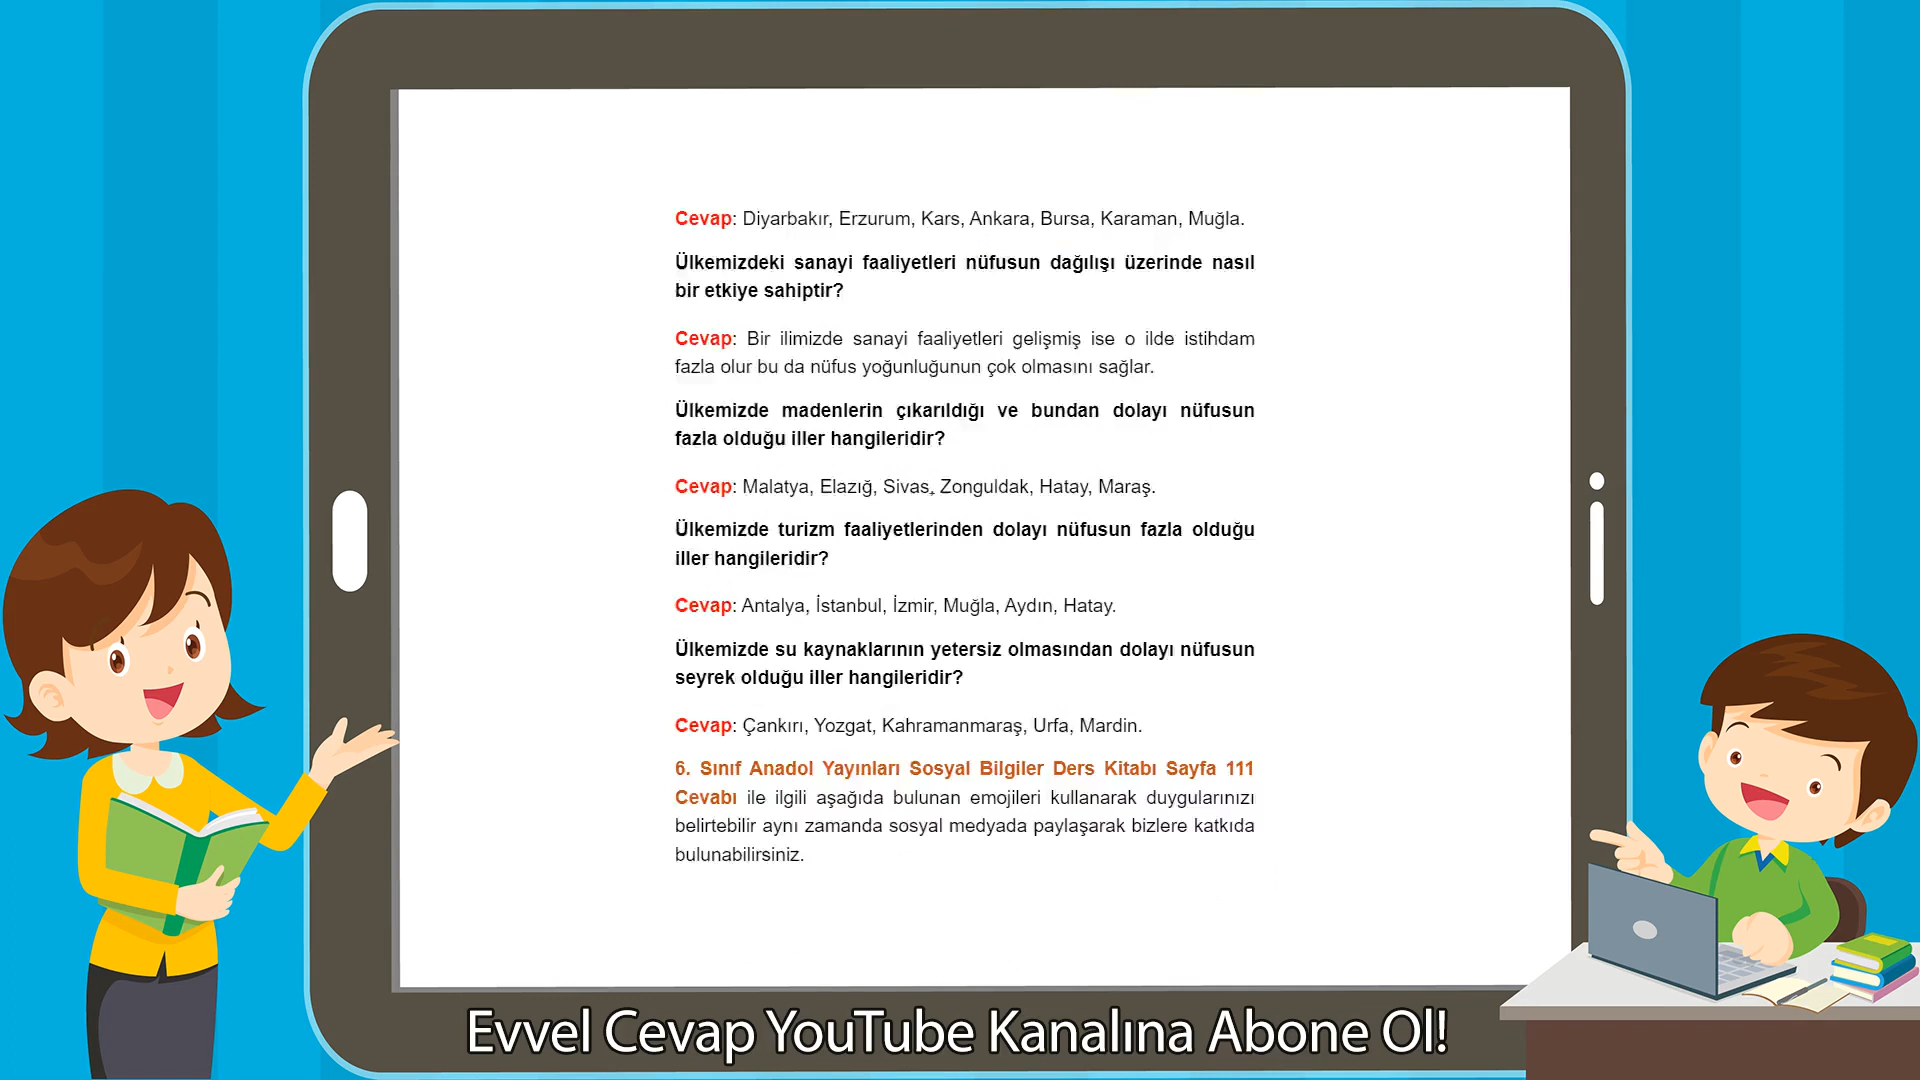 Cevap: Diyarbakır, Erzurum, Kars, Ankara, Bursa, Karaman, Muğla.
Ülkemizdeki sanayi faaliyetleri nüfusun dağılışı üzerinde nasıl
bir etkiye sahiptir?
Cevap: Bir ilimizde sanayi faaliyetleri gelişmiş ise o ilde istihdam
fazla olur bu da nüfus yoğunluğunun çok olmasını sağlar.
Ülkemizde madenlerin çıkarıldığı ve bundan dolayı nüfusun
fazla olduğu iller hangileridir?
Cevap: Malatya, Elazığ, Sivas, Zonguldak, Hatay, Maraş.
Ülkemizde turizm faaliyetlerinden dolayı nüfusun fazla olduğu
iller hangileridir?
Cevap: Antalya, İstanbul, İzmir, Muğla, Aydın, Hatay.
Ülkemizde su kaynaklarının yetersiz olmasından dolayı nüfusun
seyrek olduğu iller hangileridir?
Cevap: Çankırı, Yozgat, Kahramanmaraş, Urfa, Mardin.
6. Sınıf Anadol Yayınları Sosyal Bilgiler Ders Kitabı Sayfa 111
Cevabı ile ilgili aşağıda bulunan emojileri kullanarak duygularınızı
belirtebilir aynı zamanda sosyal medyada paylaşarak bizlere katkıda
bulunabilirsiniz.
Evvel Cevap YouTube Kanalına Abone Ol!